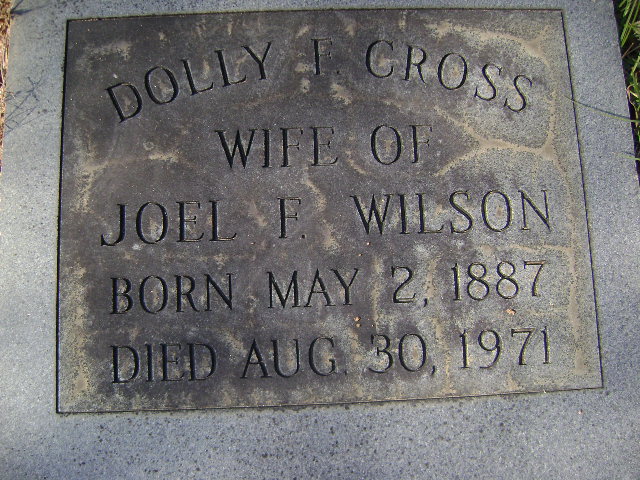 DOLLY F. CROSS
WIFE OF
JOEL F. WILSON
BORN MAY 2, 1887
DIED AUG. 30, 1971